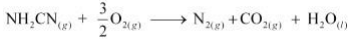 NH₂CN₍g₎ + 3/2 O₂₍g₎ ⟶ N₂₍g₎ + CO₂₍g₎ + H₂O₍l₎